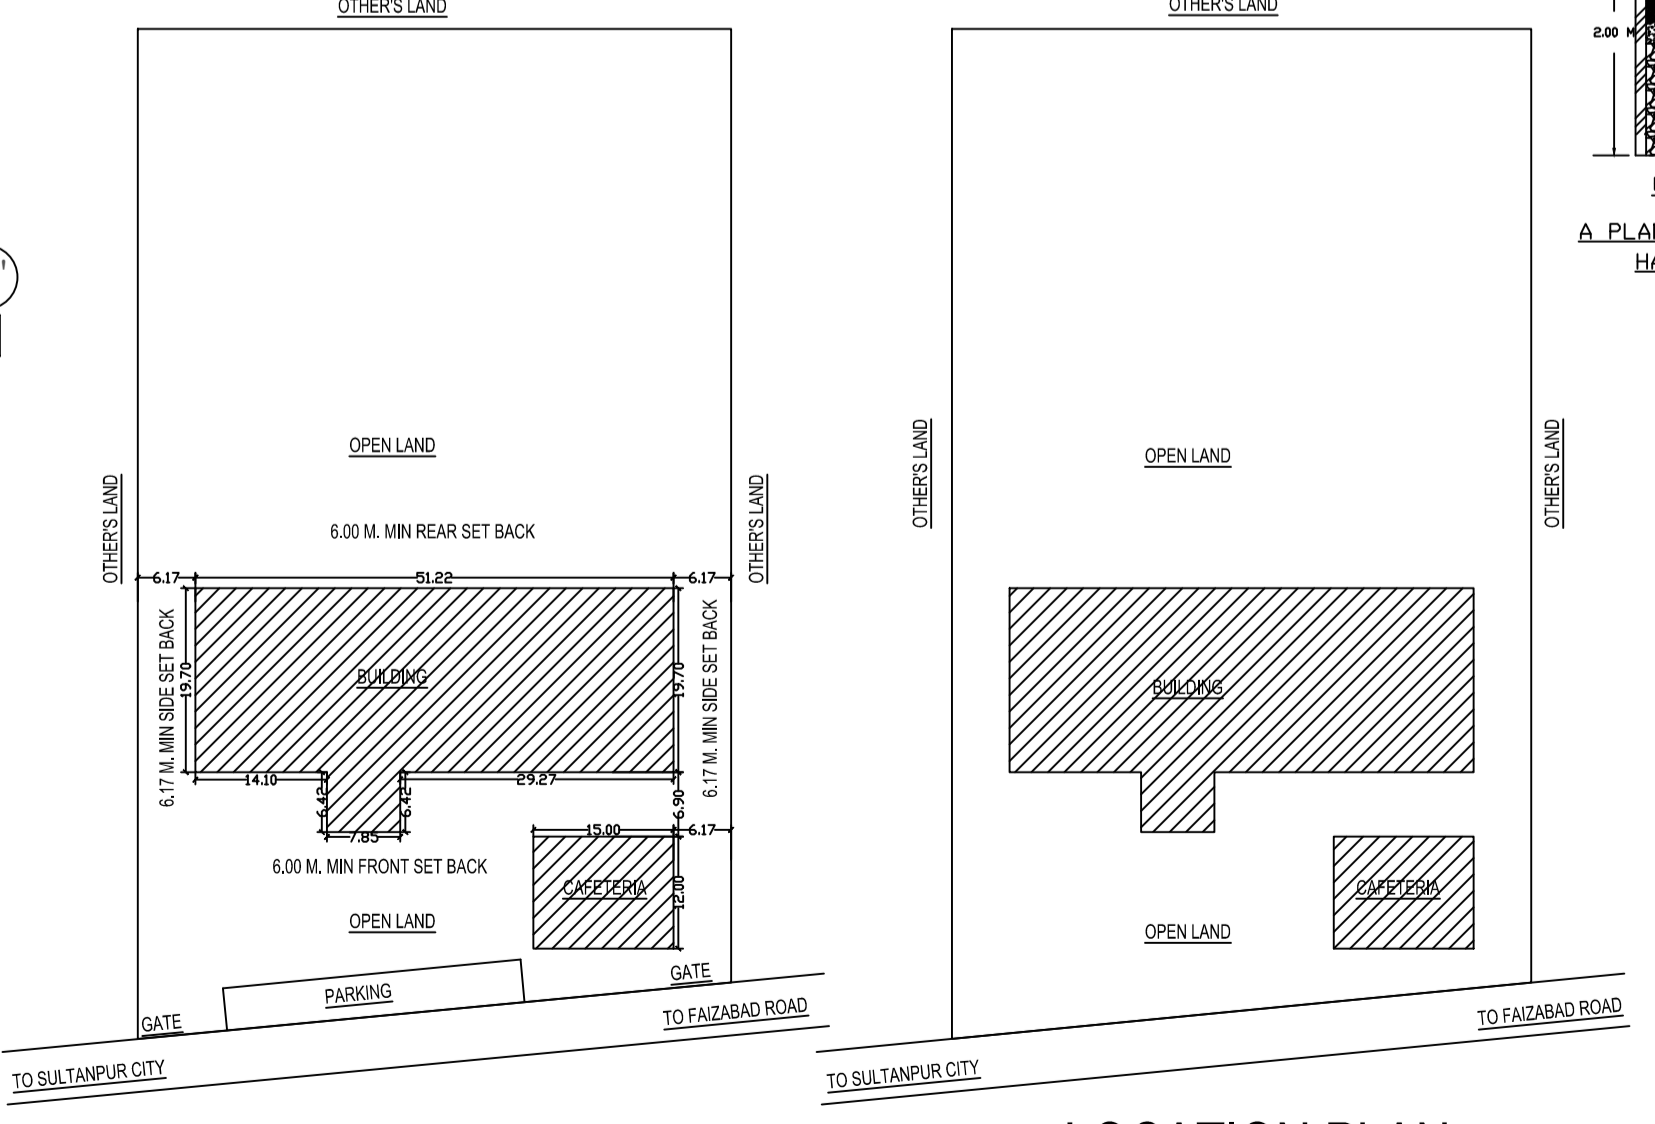 OTHER'S LAND
OPEN LAND
6.00 M. MIN REAR SET BACK
OTHER'S LAND
OTHER'S LAND
6.17
51.22
6.17
6.17 M. MIN SIDE SET BACK
19.70
BUILDING
19.70
6.17 M. MIN SIDE SET BACK
14.10
29.27
6.42
6.42
7.85
6.90
15.00
6.17
6.00 M. MIN FRONT SET BACK
CAFETERIA
12.00
OPEN LAND
GATE
PARKING
GATE
TO FAIZABAD ROAD
TO SULTANPUR CITY
OTHER'S LAND
OTHER'S LAND
OTHER'S LAND
OPEN LAND
BUILDING
CAFETERIA
OPEN LAND
TO FAIZABAD ROAD
TO SULTANPUR CITY
LOCATION PLAN
2.00 M
A PLA
HA